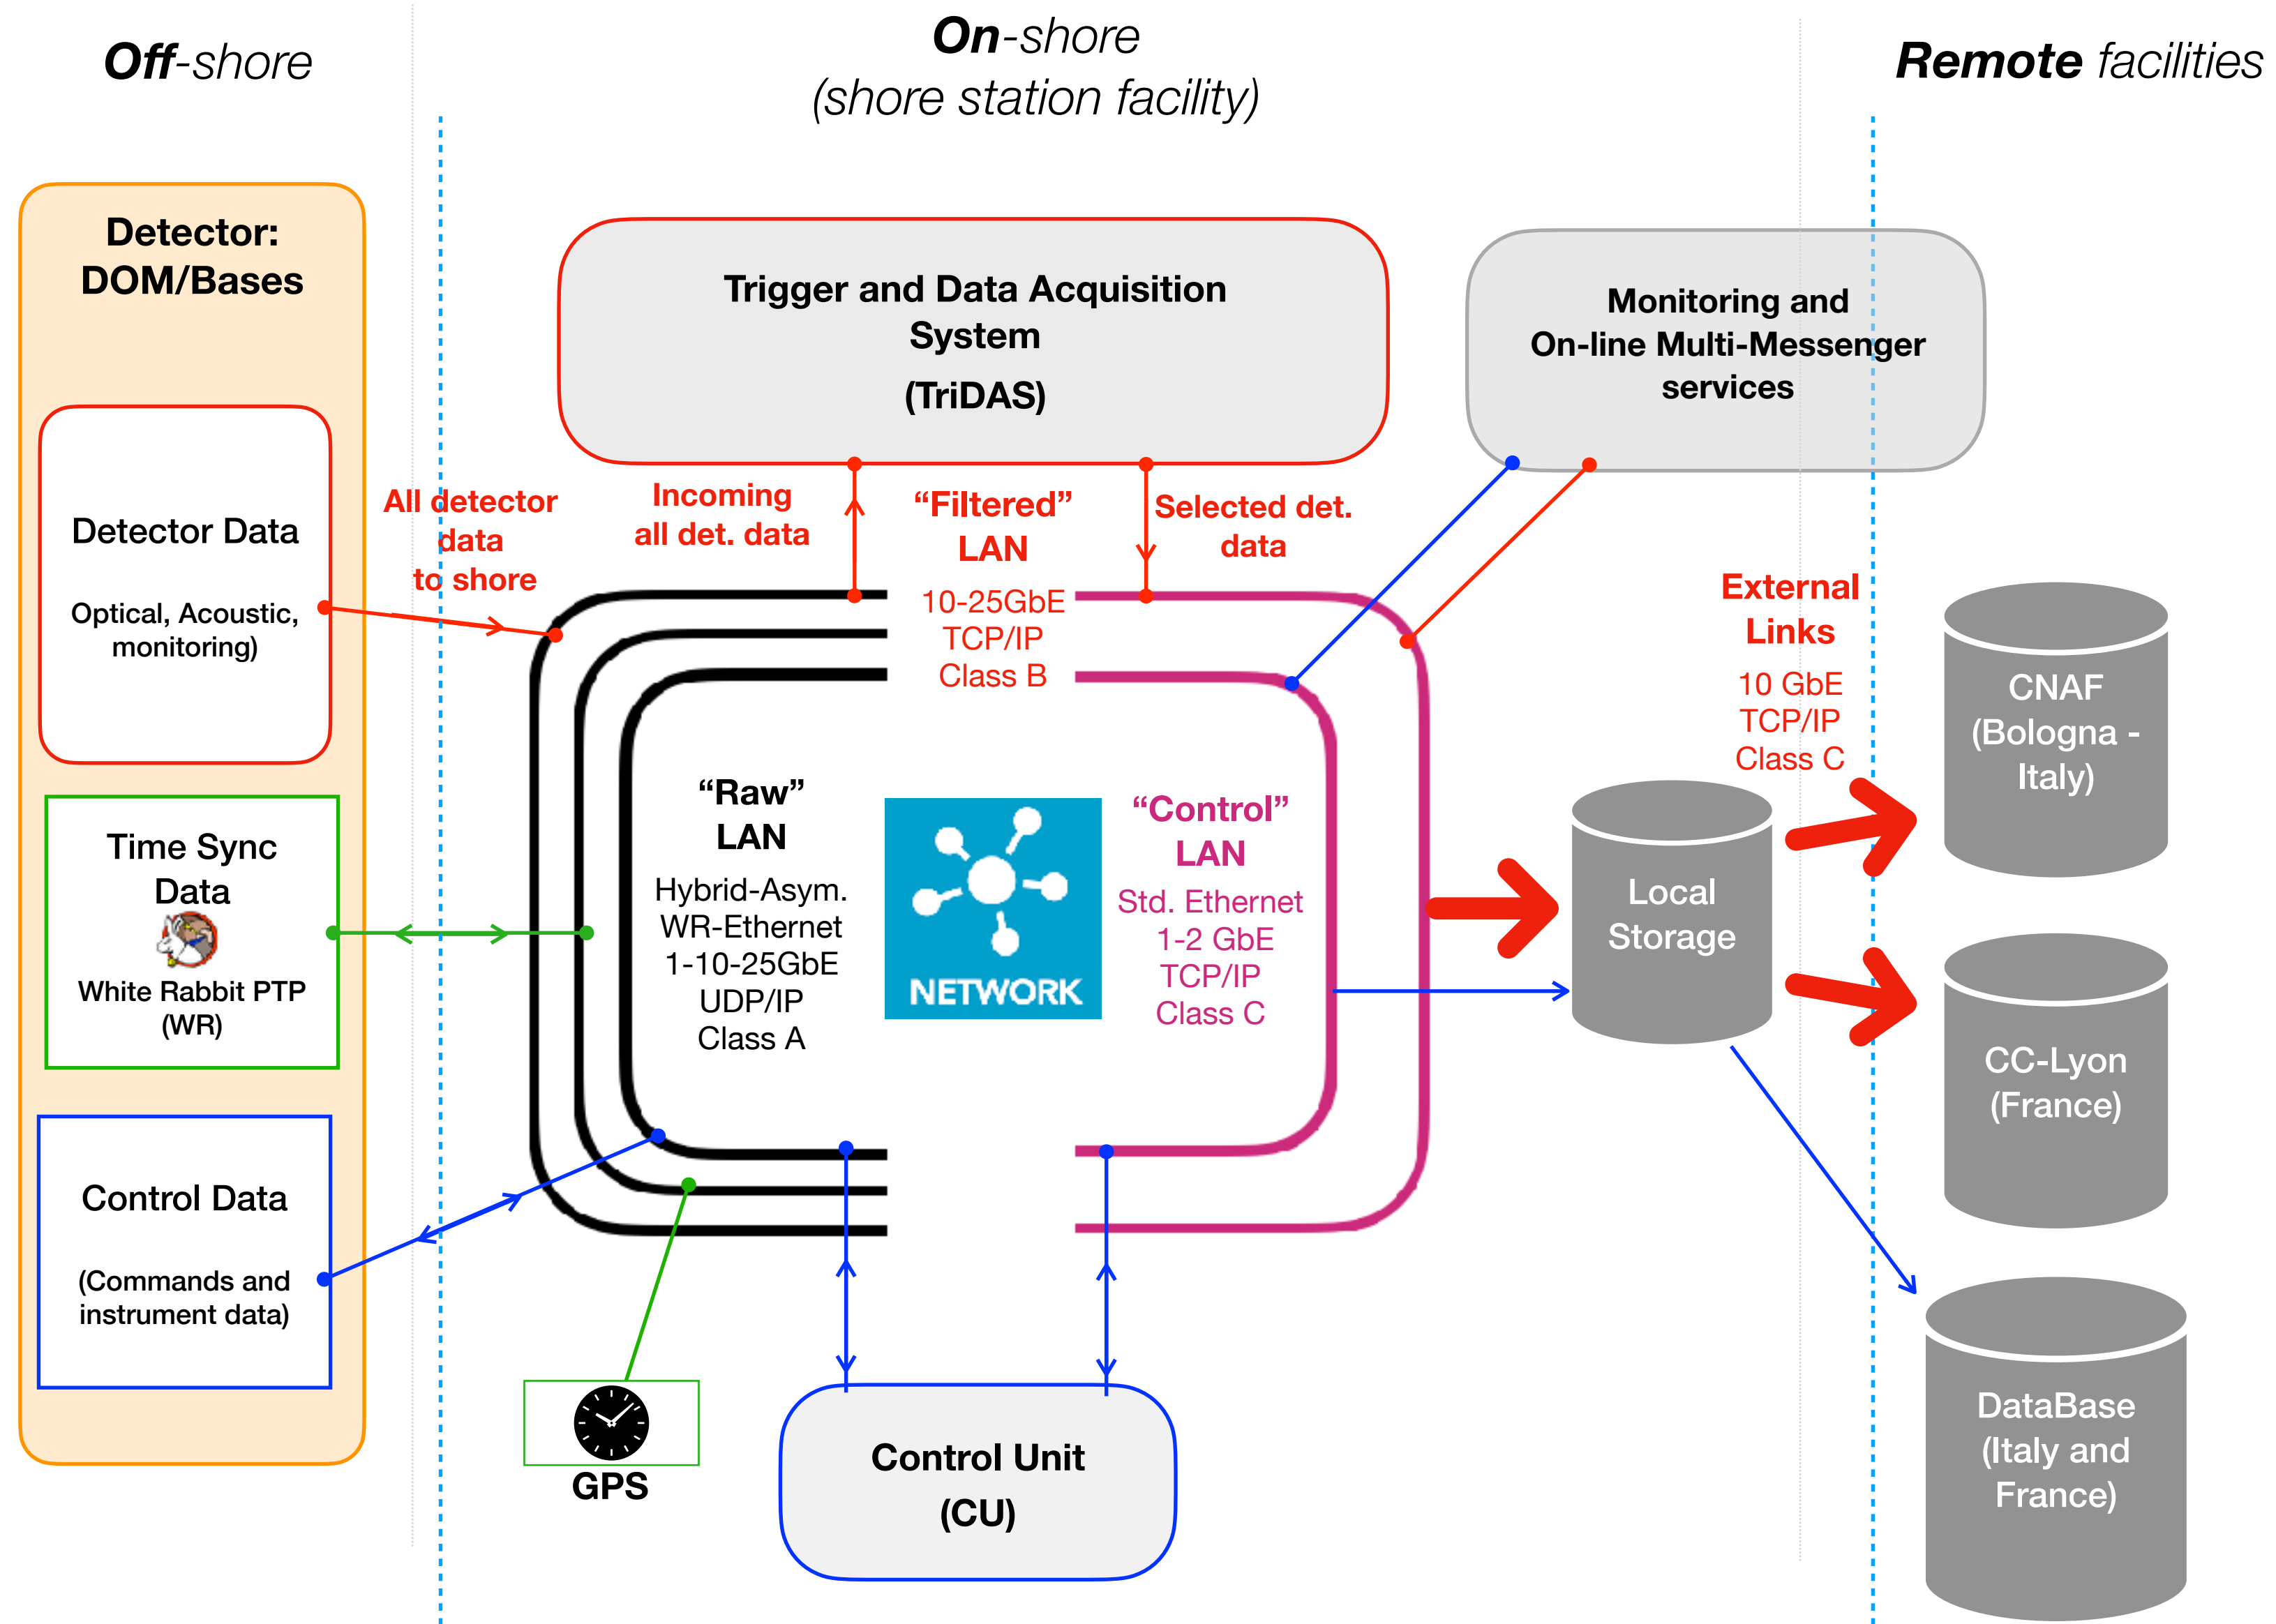 Off-shore
On-shore
(shore station facility)
Remote facilities
Detector:
DOM/Bases
Detector Data
Optical, Acoustic,
monitoring)
Time Sync
Data
White Rabbit PTP
(WR)
Control Data
(Commands and
instrument data)
All detector
data
to shore
Trigger and Data Acquisition
System
(TriDAS)
Monitoring and
On-line Multi-Messenger
services
Incoming
all det. data
“Filtered”
LAN
10-25GbE
TCP/IP
Class B
Selected det.
data
“Raw”
LAN
Hybrid-Asym.
WR-Ethernet
1-10-25GbE
UDP/IP
Class A
NETWORK
“Control”
LAN
Std. Ethernet
1-2 GbE
TCP/IP
Class C
External
Links
10 GbE
TCP/IP
Class C
Local
Storage
CNAF
(Bologna -
Italy)
CC-Lyon
(France)
DataBase
(Italy and
France)
GPS
Control Unit
(CU)